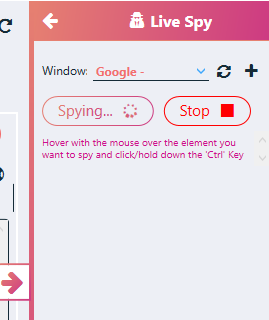 Live Spy
Window: Google -
Spying... Stop
Hover with the mouse over the element you
want to spy and click/hold down the 'Ctrl' Key